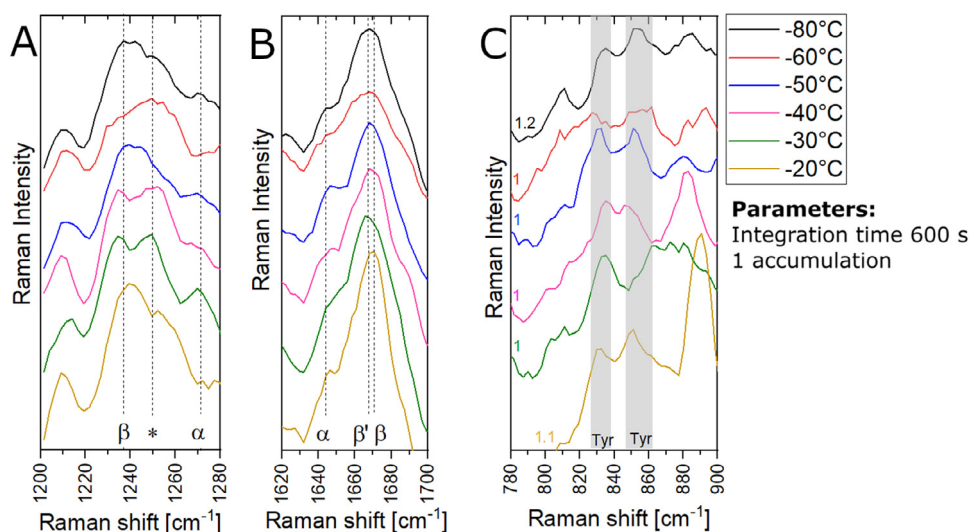 A
B
C
Raman Intensity
Raman Intensity
Raman Intensity
β
*
α
α
β'
β
1.2
1
1
1
1
1.1
Tyr
Tyr
1200
1220
1240
1260
1280
1620
1640
1660
1680
1700
780
800
820
840
860
880
900
Raman shift [cm⁻¹]
Raman shift [cm⁻¹]
Raman shift [cm⁻¹]
-80°C
-60°C
-50°C
-40°C
-30°C
-20°C
Parameters:
Integration time 600 s
1 accumulation